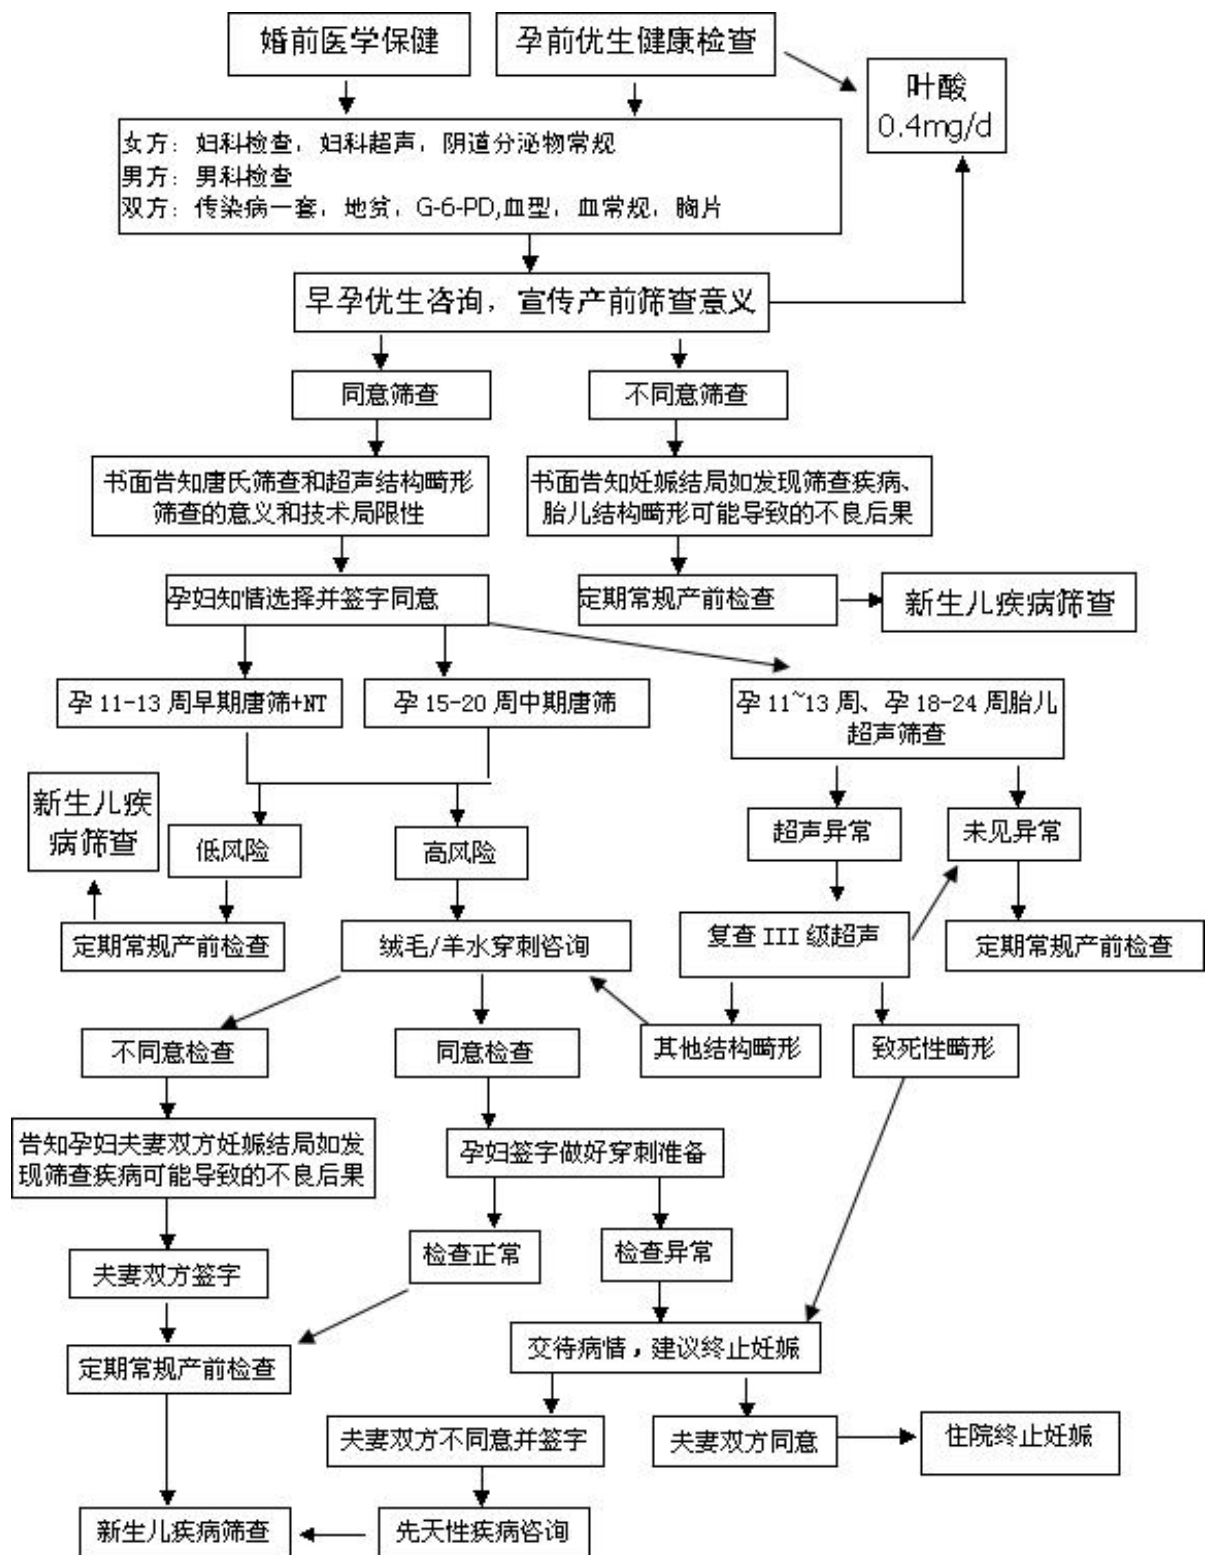 婚前医学保健
孕前优生健康检查
叶酸
0.4mg/d
女方：妇科检查，妇科超声，阴道分泌物常规
男方：男科检查
双方：传染病一套，地贫，G-6-PD,血型，血常规，胸片
早孕优生咨询，宣传产前筛查意义
同意筛查
不同意筛查
书面告知唐氏筛查和超声结构畸形
筛查的意义和技术局限性
书面告知妊娠结局如发现筛查疾病、
胎儿结构畸形可能导致的不良后果
孕妇知情选择并签字同意
定期常规产前检查
新生儿疾病筛查
孕11-13周早期唐筛+NT
孕15-20周中期唐筛
孕11~13周、孕18-24周胎儿
超声筛查
新生儿疾
病筛查
低风险
高风险
超声异常
未见异常
定期常规产前检查
绒毛/羊水穿刺咨询
复查III级超声
定期常规产前检查
不同意检查
同意检查
其他结构畸形
致死性畸形
告知孕妇夫妻双方妊娠结局如发
现筛查疾病可能导致的不良后果
孕妇签字做好穿刺准备
夫妻双方签字
检查正常
检查异常
定期常规产前检查
交待病情，建议终止妊娠
夫妻双方不同意并签字
夫妻双方同意
住院终止妊娠
新生儿疾病筛查
先天性疾病咨询